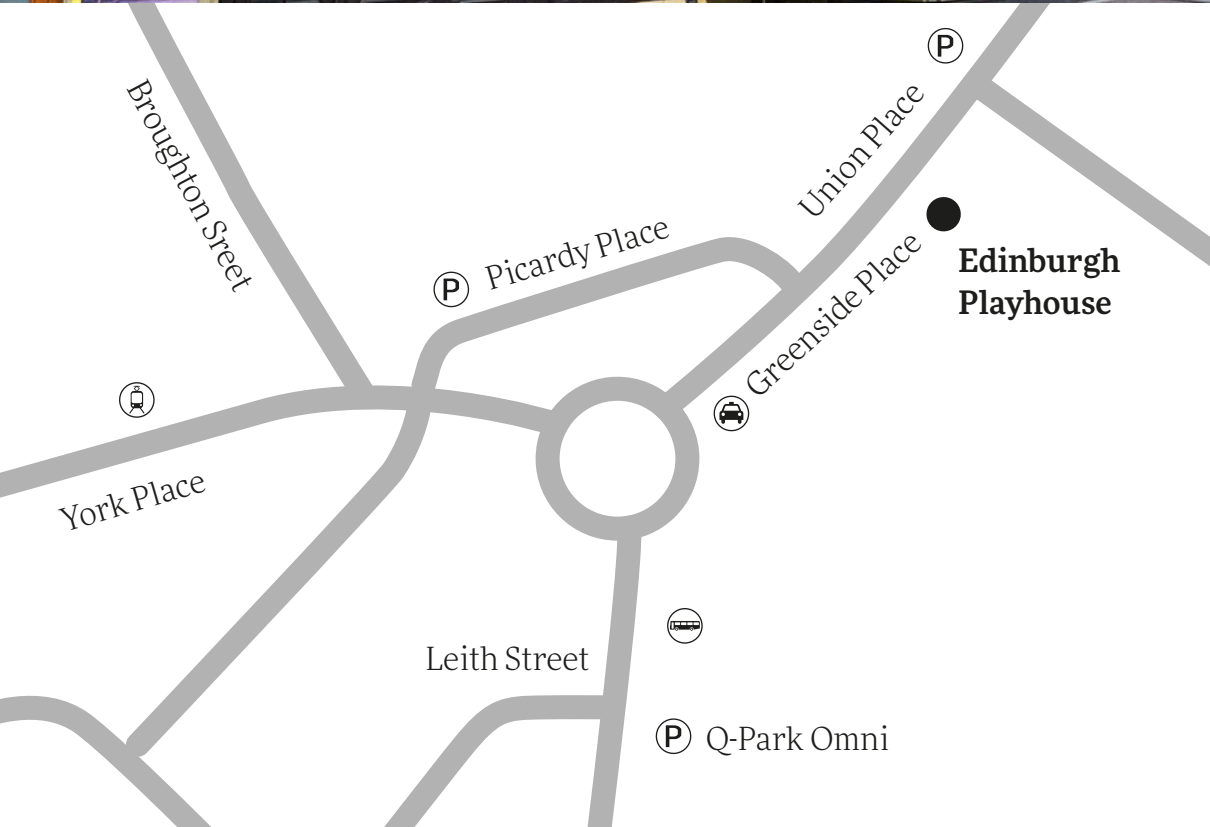 P
Union Place
Broughton Sreet
Picardy Place
P
Edinburgh
Playhouse
Greenside Place
York Place
Leith Street
P Q-Park Omni